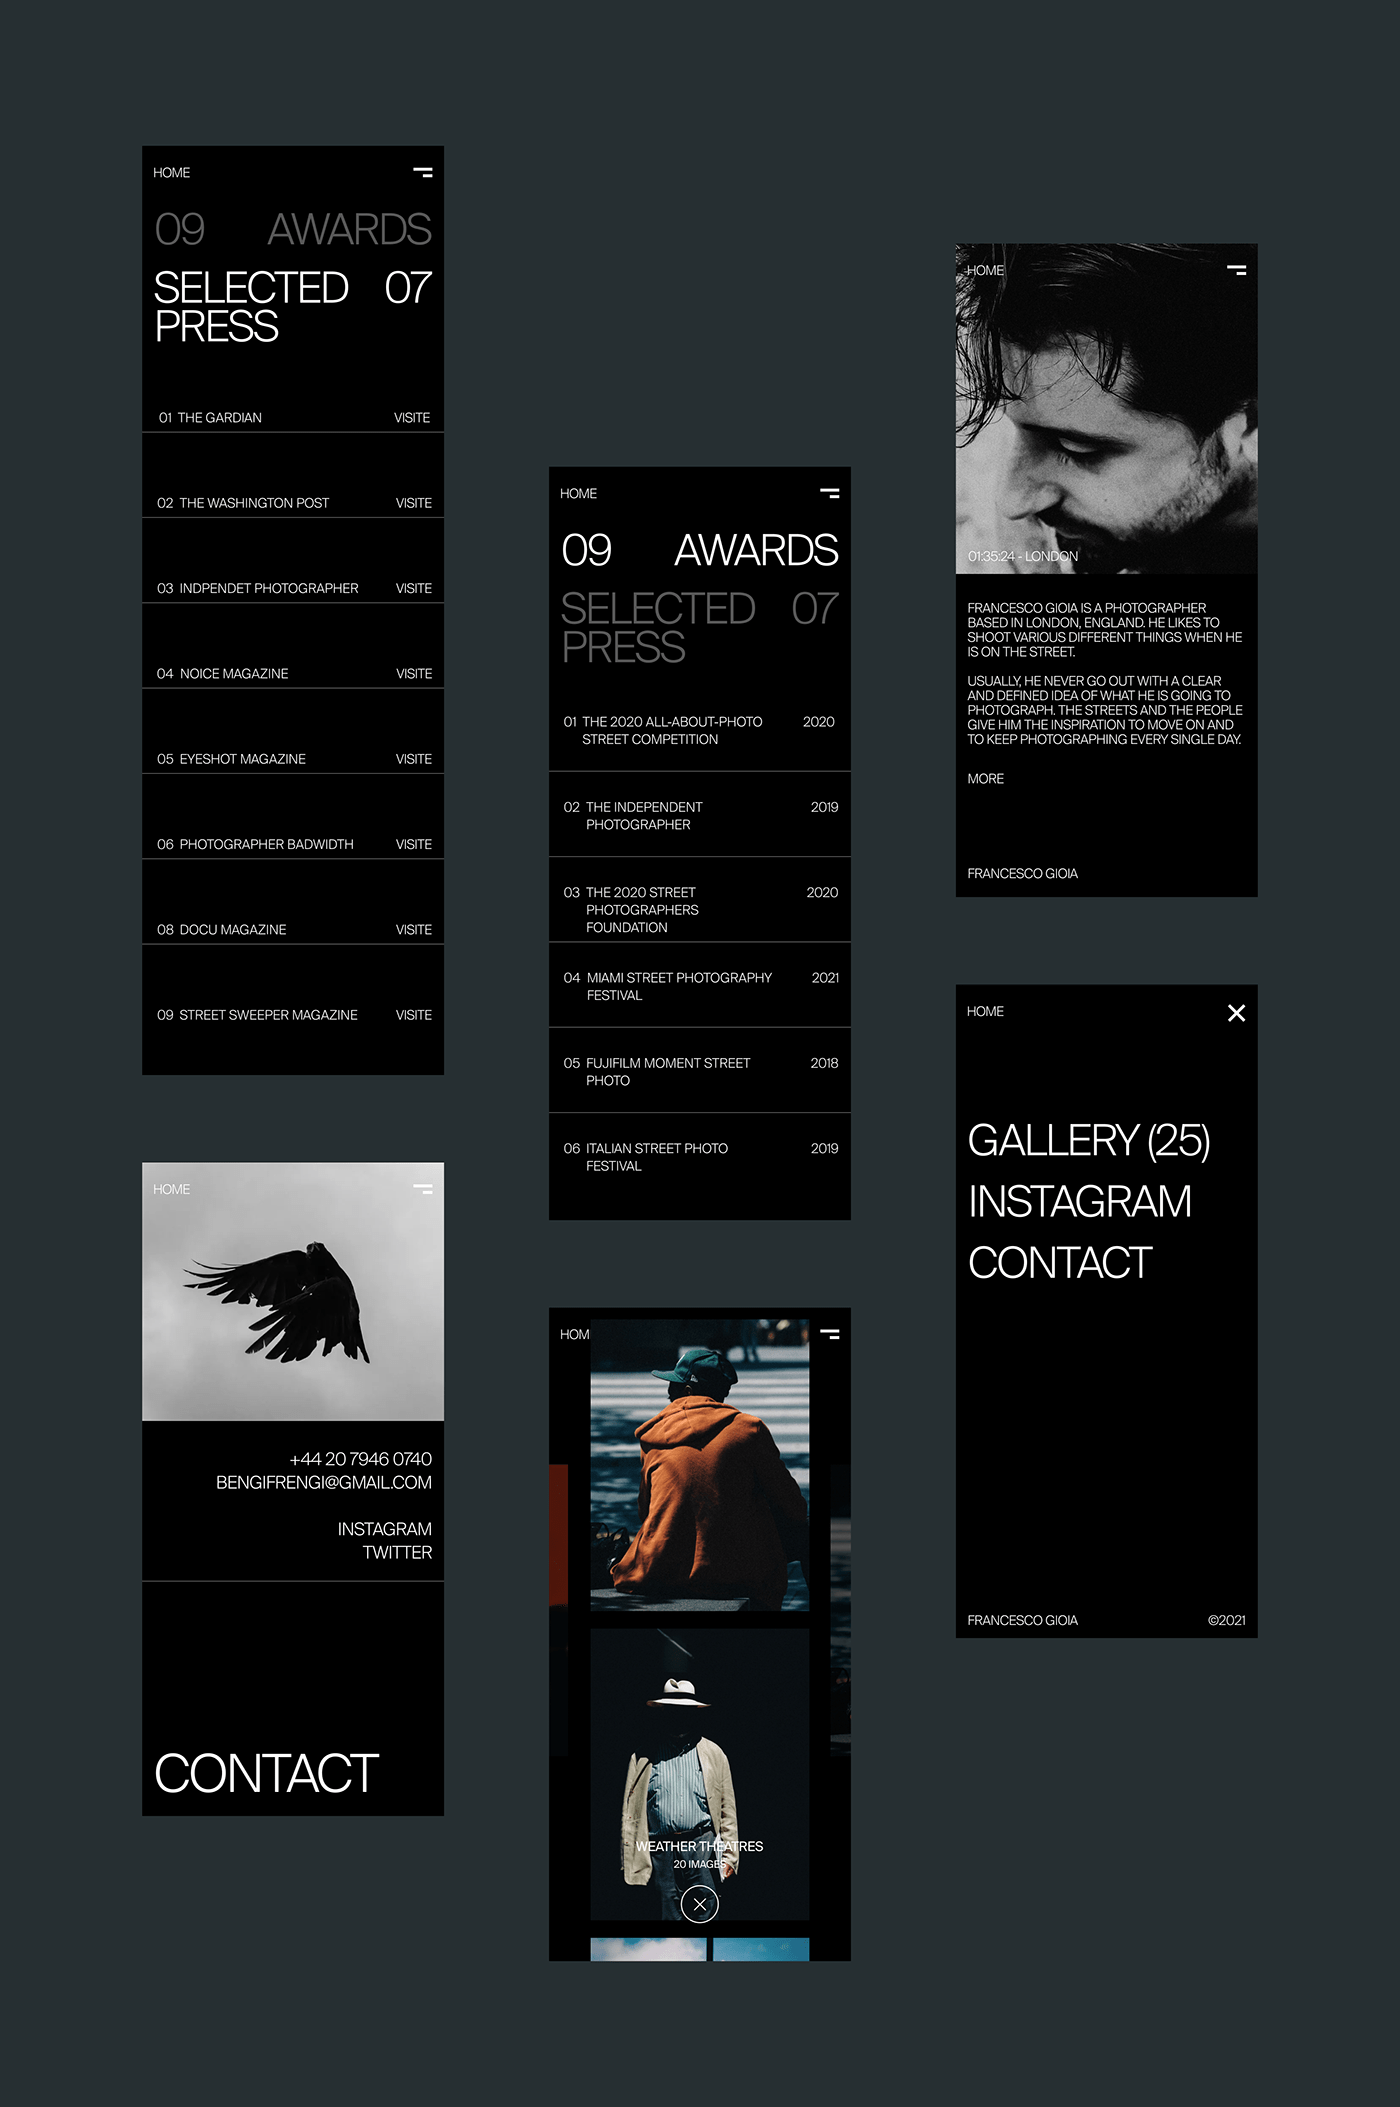 HOME
09 AWARDS
SELECTED 07
PRESS
01 THE GARDIAN VISITE
02 THE WASHINGTON POST VISITE
03 INDPENDET PHOTOGRAPHER VISITE
04 NOICE MAGAZINE VISITE
05 EYESHOT MAGAZINE VISITE
06 PHOTOGRAPHER BADWIDTH VISITE
08 DOCU MAGAZINE VISITE
09 STREET SWEEPER MAGAZINE VISITE
HOME
+44 20 7946 0740
BENGIFRENGI@GMAIL.COM
INSTAGRAM
TWITTER
CONTACT
HOME
09 AWARDS
SELECTED 07
PRESS
01 THE 2020 ALL-ABOUT-PHOTO 2020
STREET COMPETITION
02 THE INDEPENDENT 2019
PHOTOGRAPHER
03 THE 2020 STREET 2020
PHOTOGRAPHERS
FOUNDATION
04 MIAMI STREET PHOTOGRAPHY 2021
FESTIVAL
05 FUJIFILM MOMENT STREET 2018
PHOTO
06 ITALIAN STREET PHOTO 2019
FESTIVAL
HOM
WEATHER THEATRES
20 IMAGES
HOME
01:35:24 - LONDON
FRANCESCO GIOIA IS A PHOTOGRAPHER
BASED IN LONDON, ENGLAND. HE LIKES TO
SHOOT VARIOUS DIFFERENT THINGS WHEN HE
IS ON THE STREET.
USUALLY, HE NEVER GO OUT WITH A CLEAR
AND DEFINED IDEA OF WHAT HE IS GOING TO
PHOTOGRAPH. THE STREETS AND THE PEOPLE
GIVE HIM THE INSPIRATION TO MOVE ON AND
TO KEEP PHOTOGRAPHING EVERY SINGLE DAY.
MORE
FRANCESCO GIOIA
HOME
GALLERY (25)
INSTAGRAM
CONTACT
FRANCESCO GIOIA ©2021